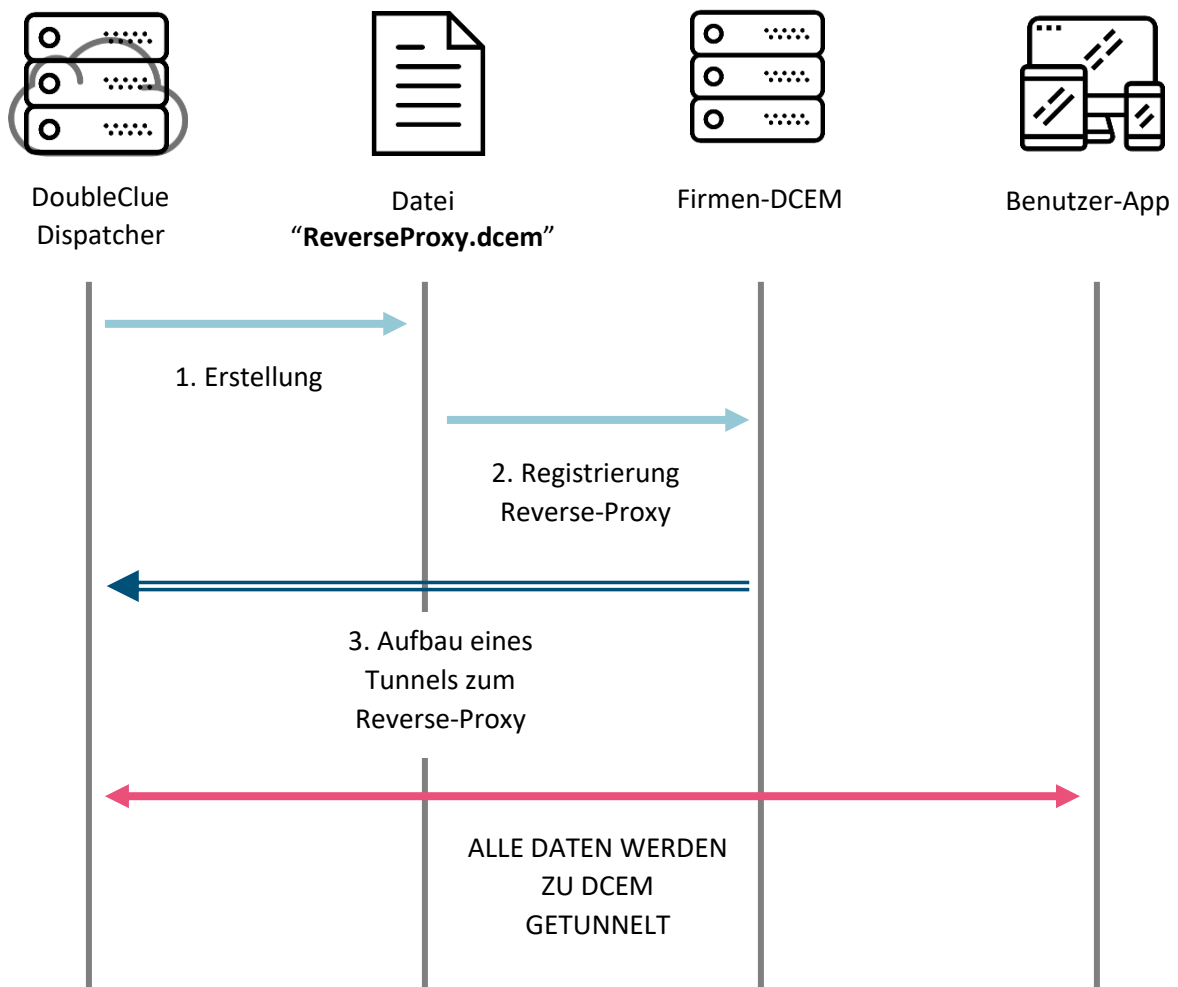 DoubleClue
Dispatcher
Datei
“ReverseProxy.dcem”
Firmen-DCEM
Benutzer-App
1. Erstellung
2. Registrierung
Reverse-Proxy
3. Aufbau eines
Tunnels zum
Reverse-Proxy
ALLE DATEN WERDEN
ZU DCEM
GETUNNELT